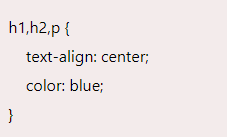 h1,h2,p {
text-align: center;
color: blue;
}